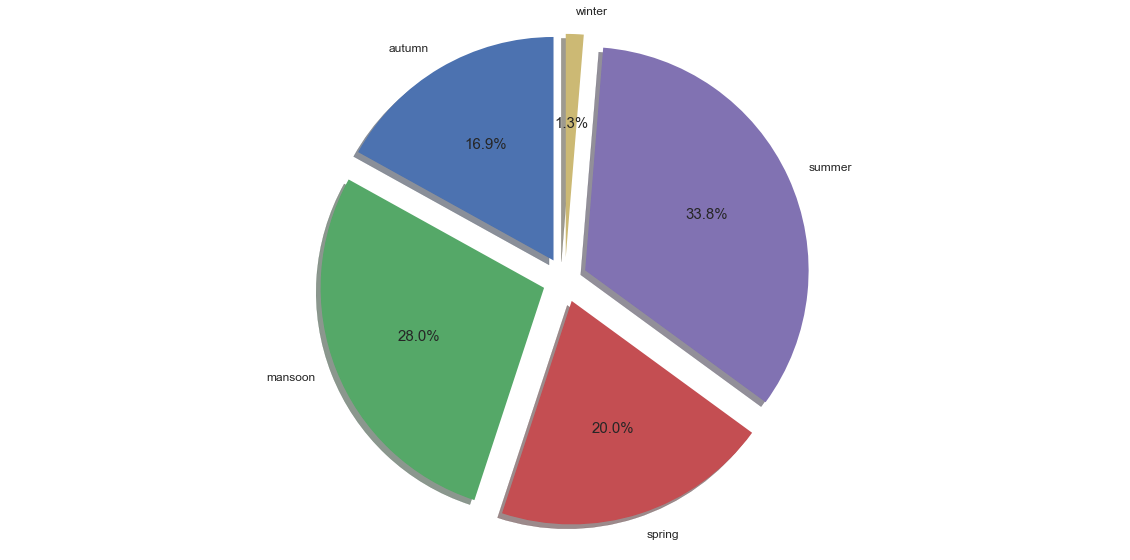 winter
autumn
1.3%
16.9%
summer
33.8%
28.0%
mansoon
20.0%
spring